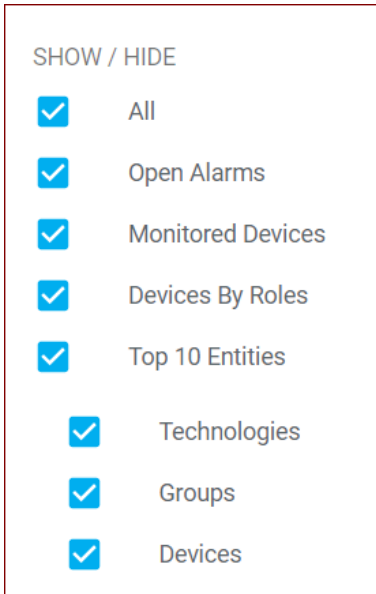 SHOW / HIDE
All
Open Alarms
Monitored Devices
Devices By Roles
Top 10 Entities
Technologies
Groups
Devices